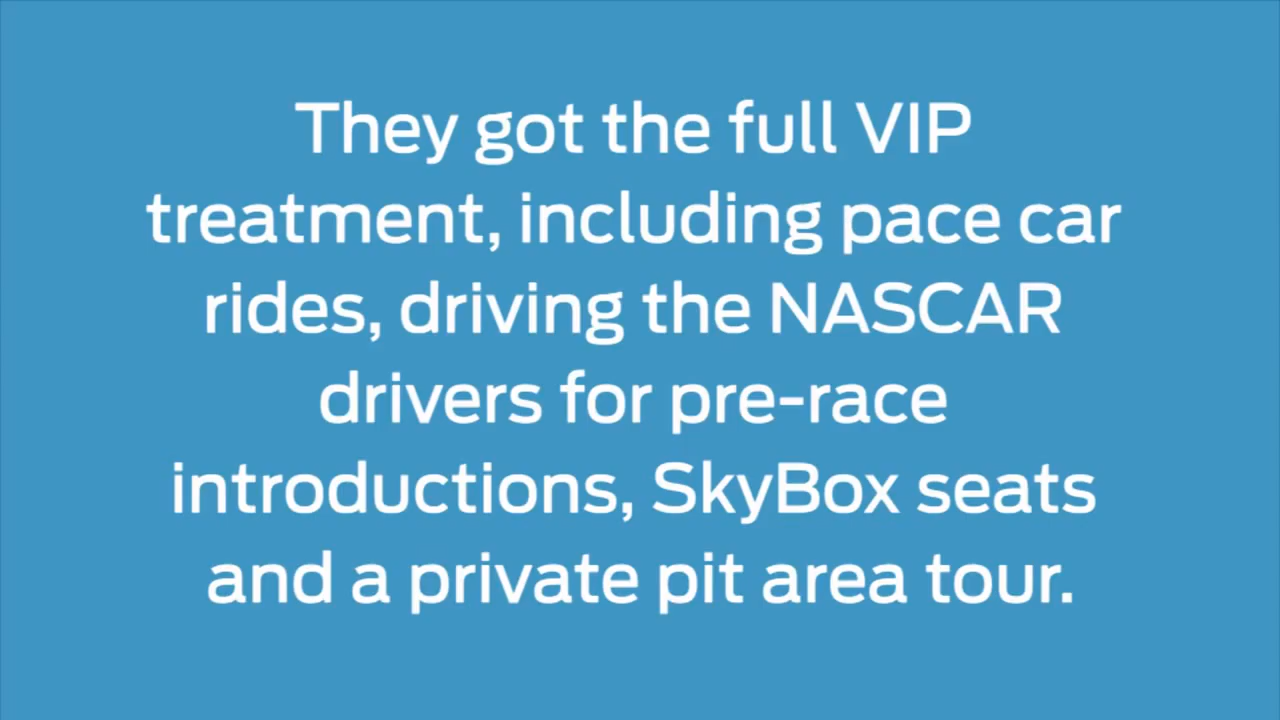 They got the full VIP
treatment, including pace car
rides, driving the NASCAR
drivers for pre-race
introductions, SkyBox seats
and a private pit area tour.